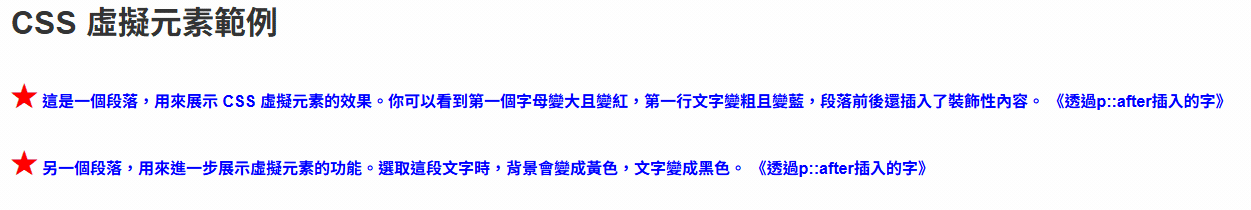 CSS 虛擬元素範例
★ 這是一個段落，用來展示 CSS 虛擬元素的效果。你可以看到第一個字母變大且變紅，第一行文字變粗且變藍，段落前後還插入了裝飾性內容。 《透過p::after插入的字》
★ 另一個段落，用來進一步展示虛擬元素的功能。選取這段文字時，背景會變成黃色，文字變成黑色。 《透過p::after插入的字》